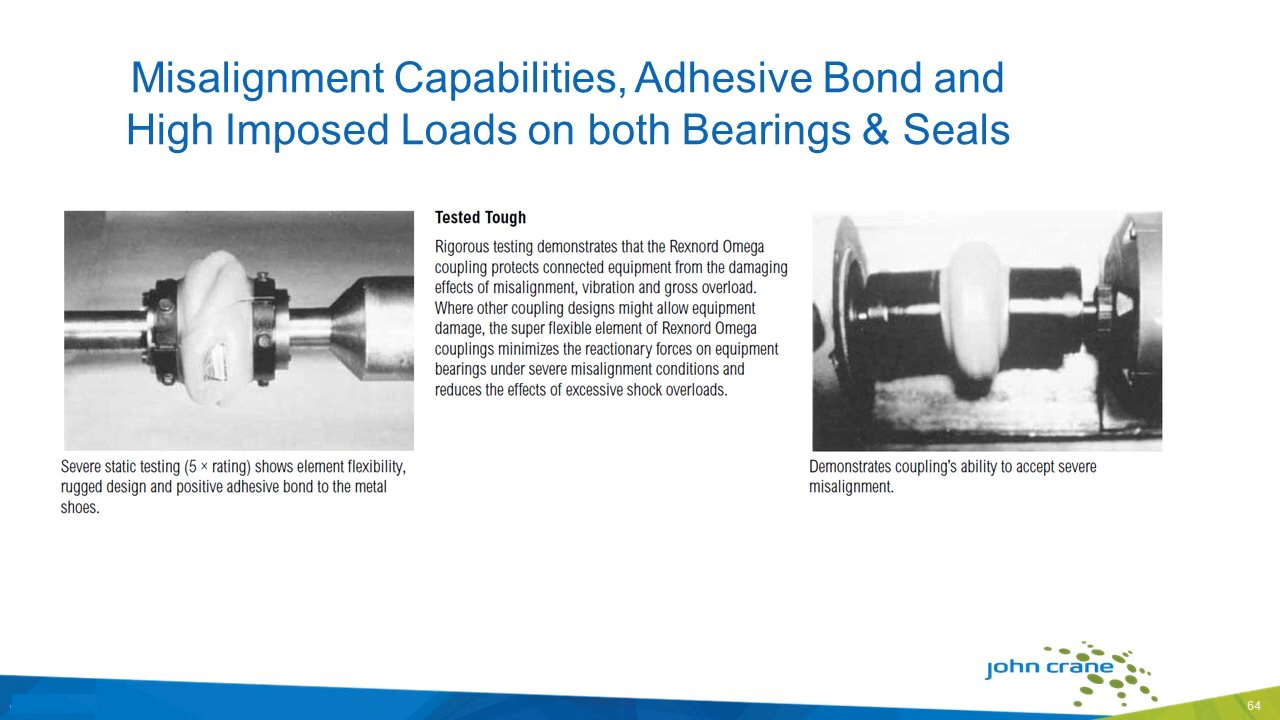 Misalignment Capabilities, Adhesive Bond and
High Imposed Loads on both Bearings & Seals
Tested Tough
Rigorous testing demonstrates that the Rexnord Omega
coupling protects connected equipment from the damaging
effects of misalignment, vibration and gross overload.
Where other coupling designs might allow equipment
damage, the super flexible element of Rexnord Omega
couplings minimizes the reactionary forces on equipment
bearings under severe misalignment conditions and
reduces the effects of excessive shock overloads.
Severe static testing (5 × rating) shows element flexibility,
rugged design and positive adhesive bond to the metal
shoes.
Demonstrates coupling's ability to accept severe
misalignment.
john crane
64